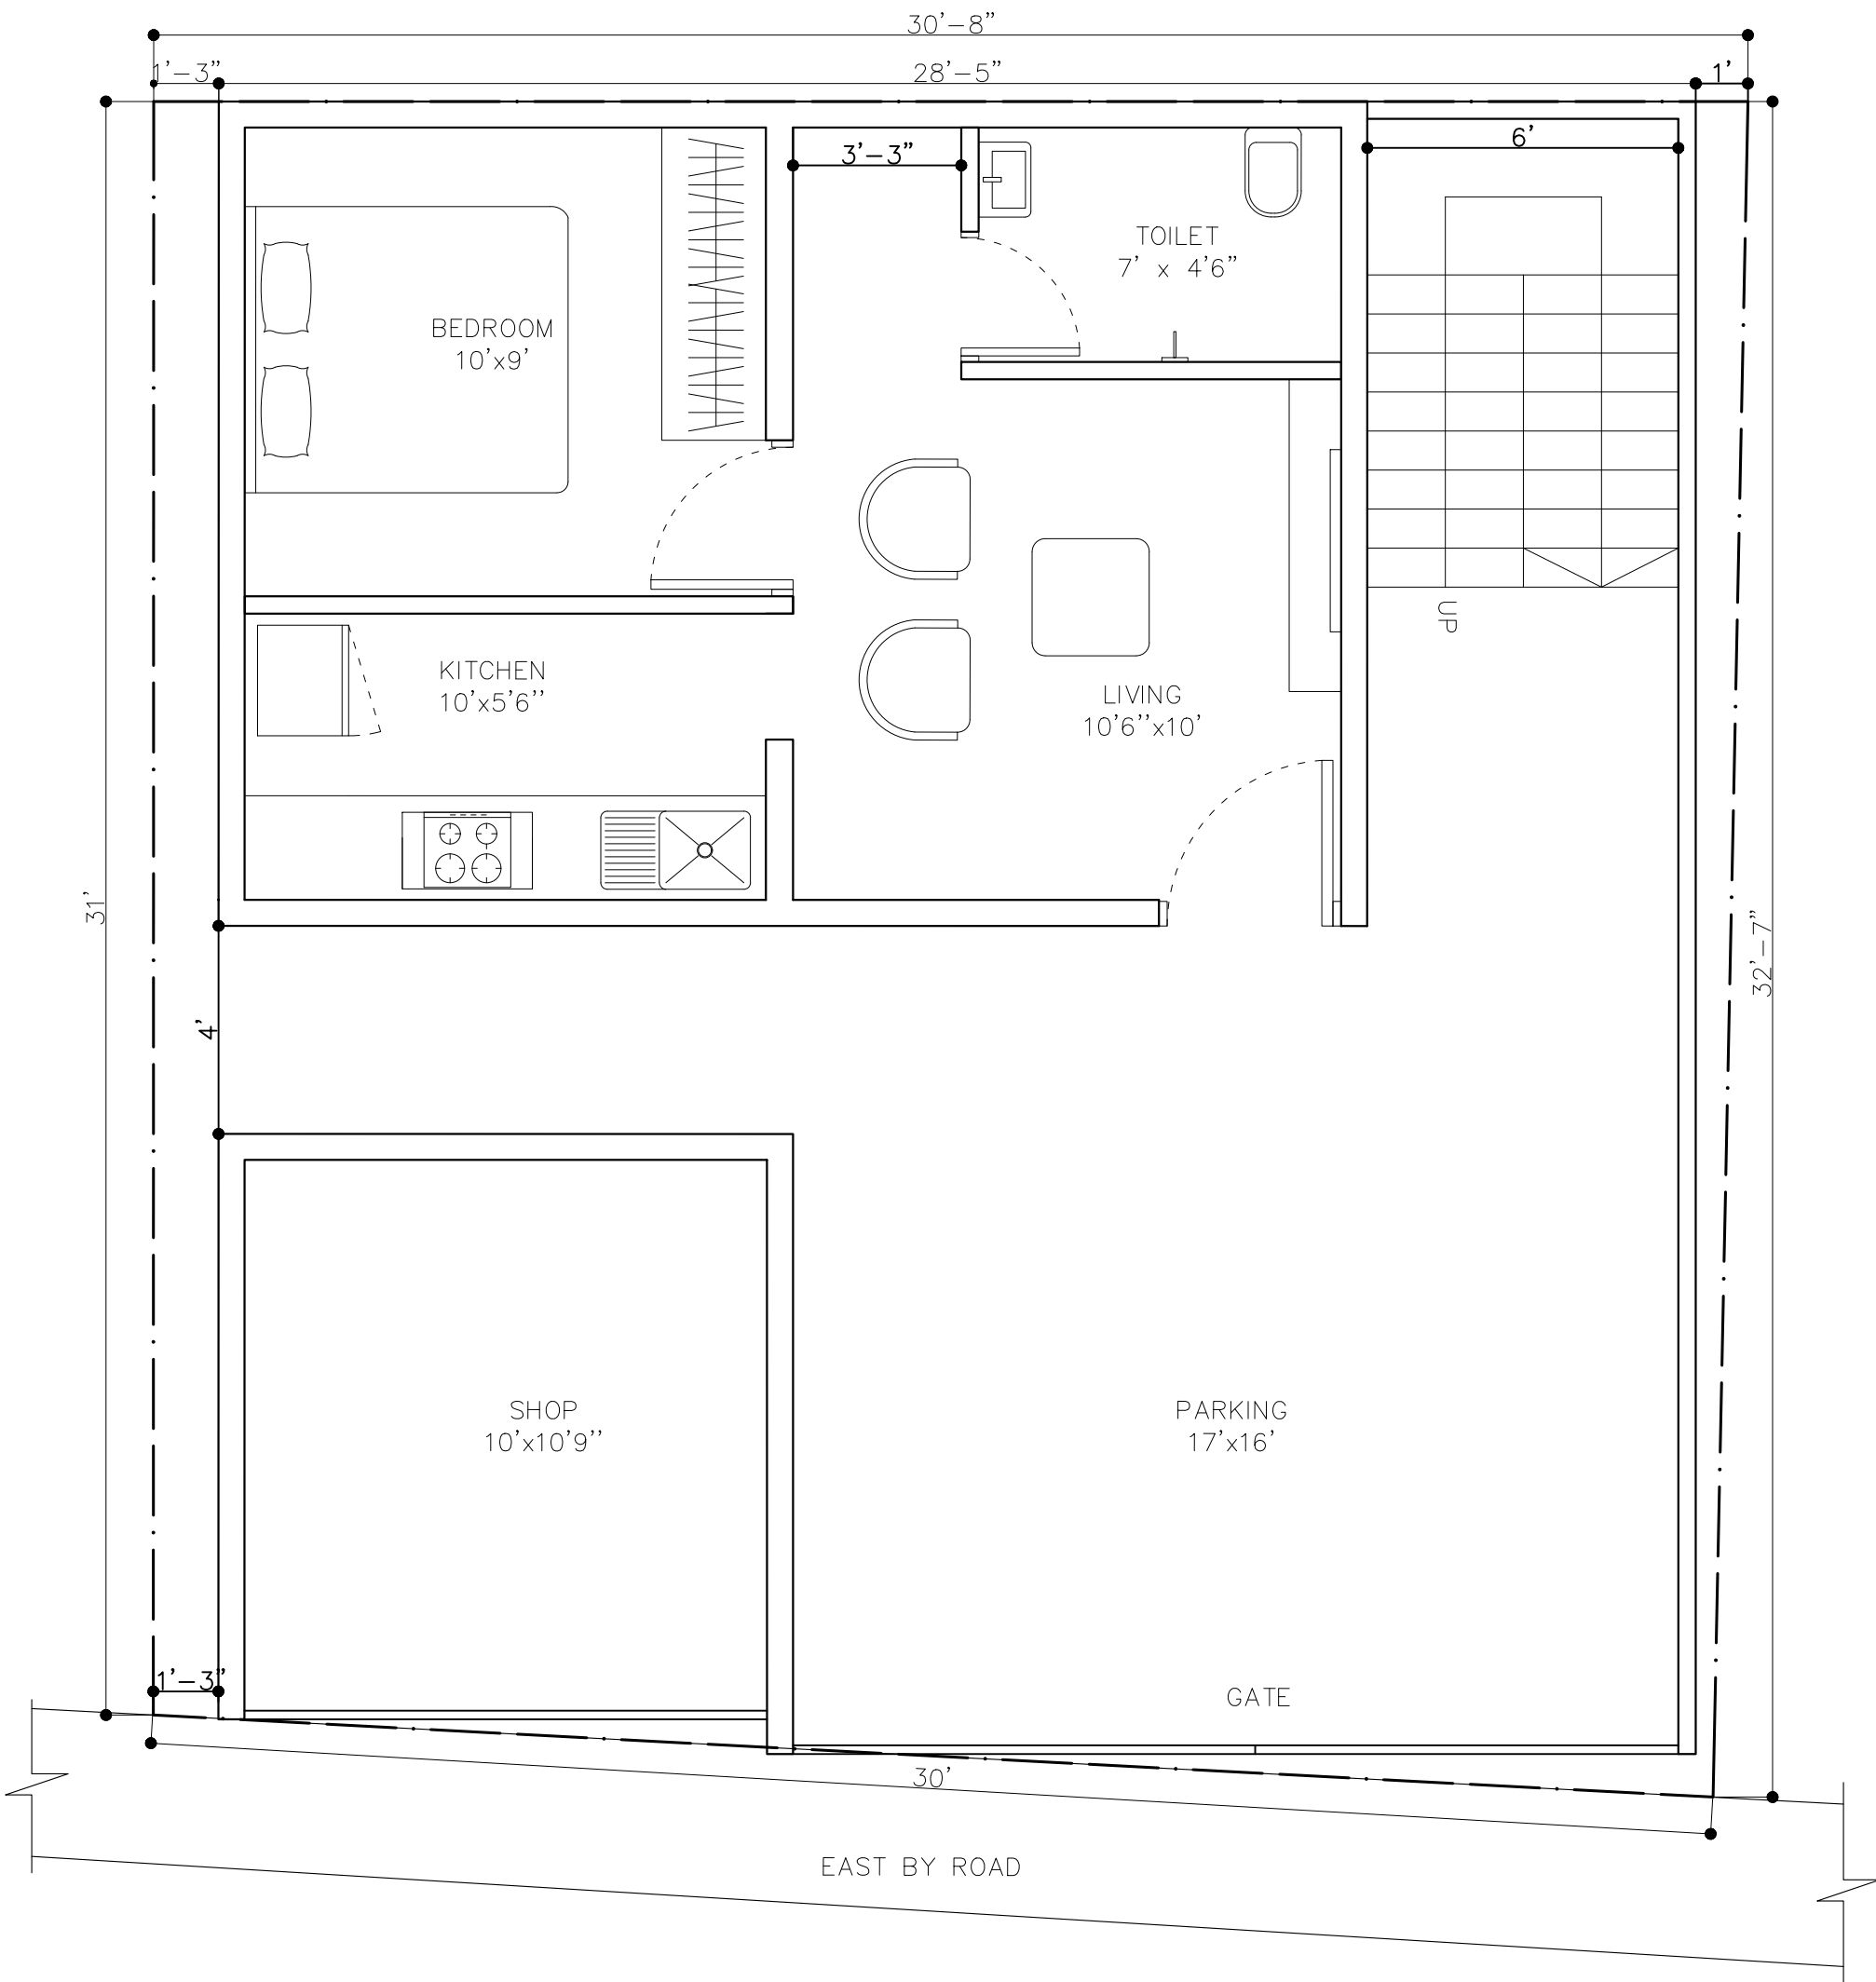 30'-8"
1'-3"
28'-5"
1'
3'-3"
6'
TOILET
7' x 4'6"
BEDROOM
10'x9'
UP
KITCHEN
10'x5'6''
LIVING
10'6''x10'
31'
32'-7"
4'
SHOP
10'x10'9''
PARKING
17'x16'
1'-3"
GATE
30'
EAST BY ROAD